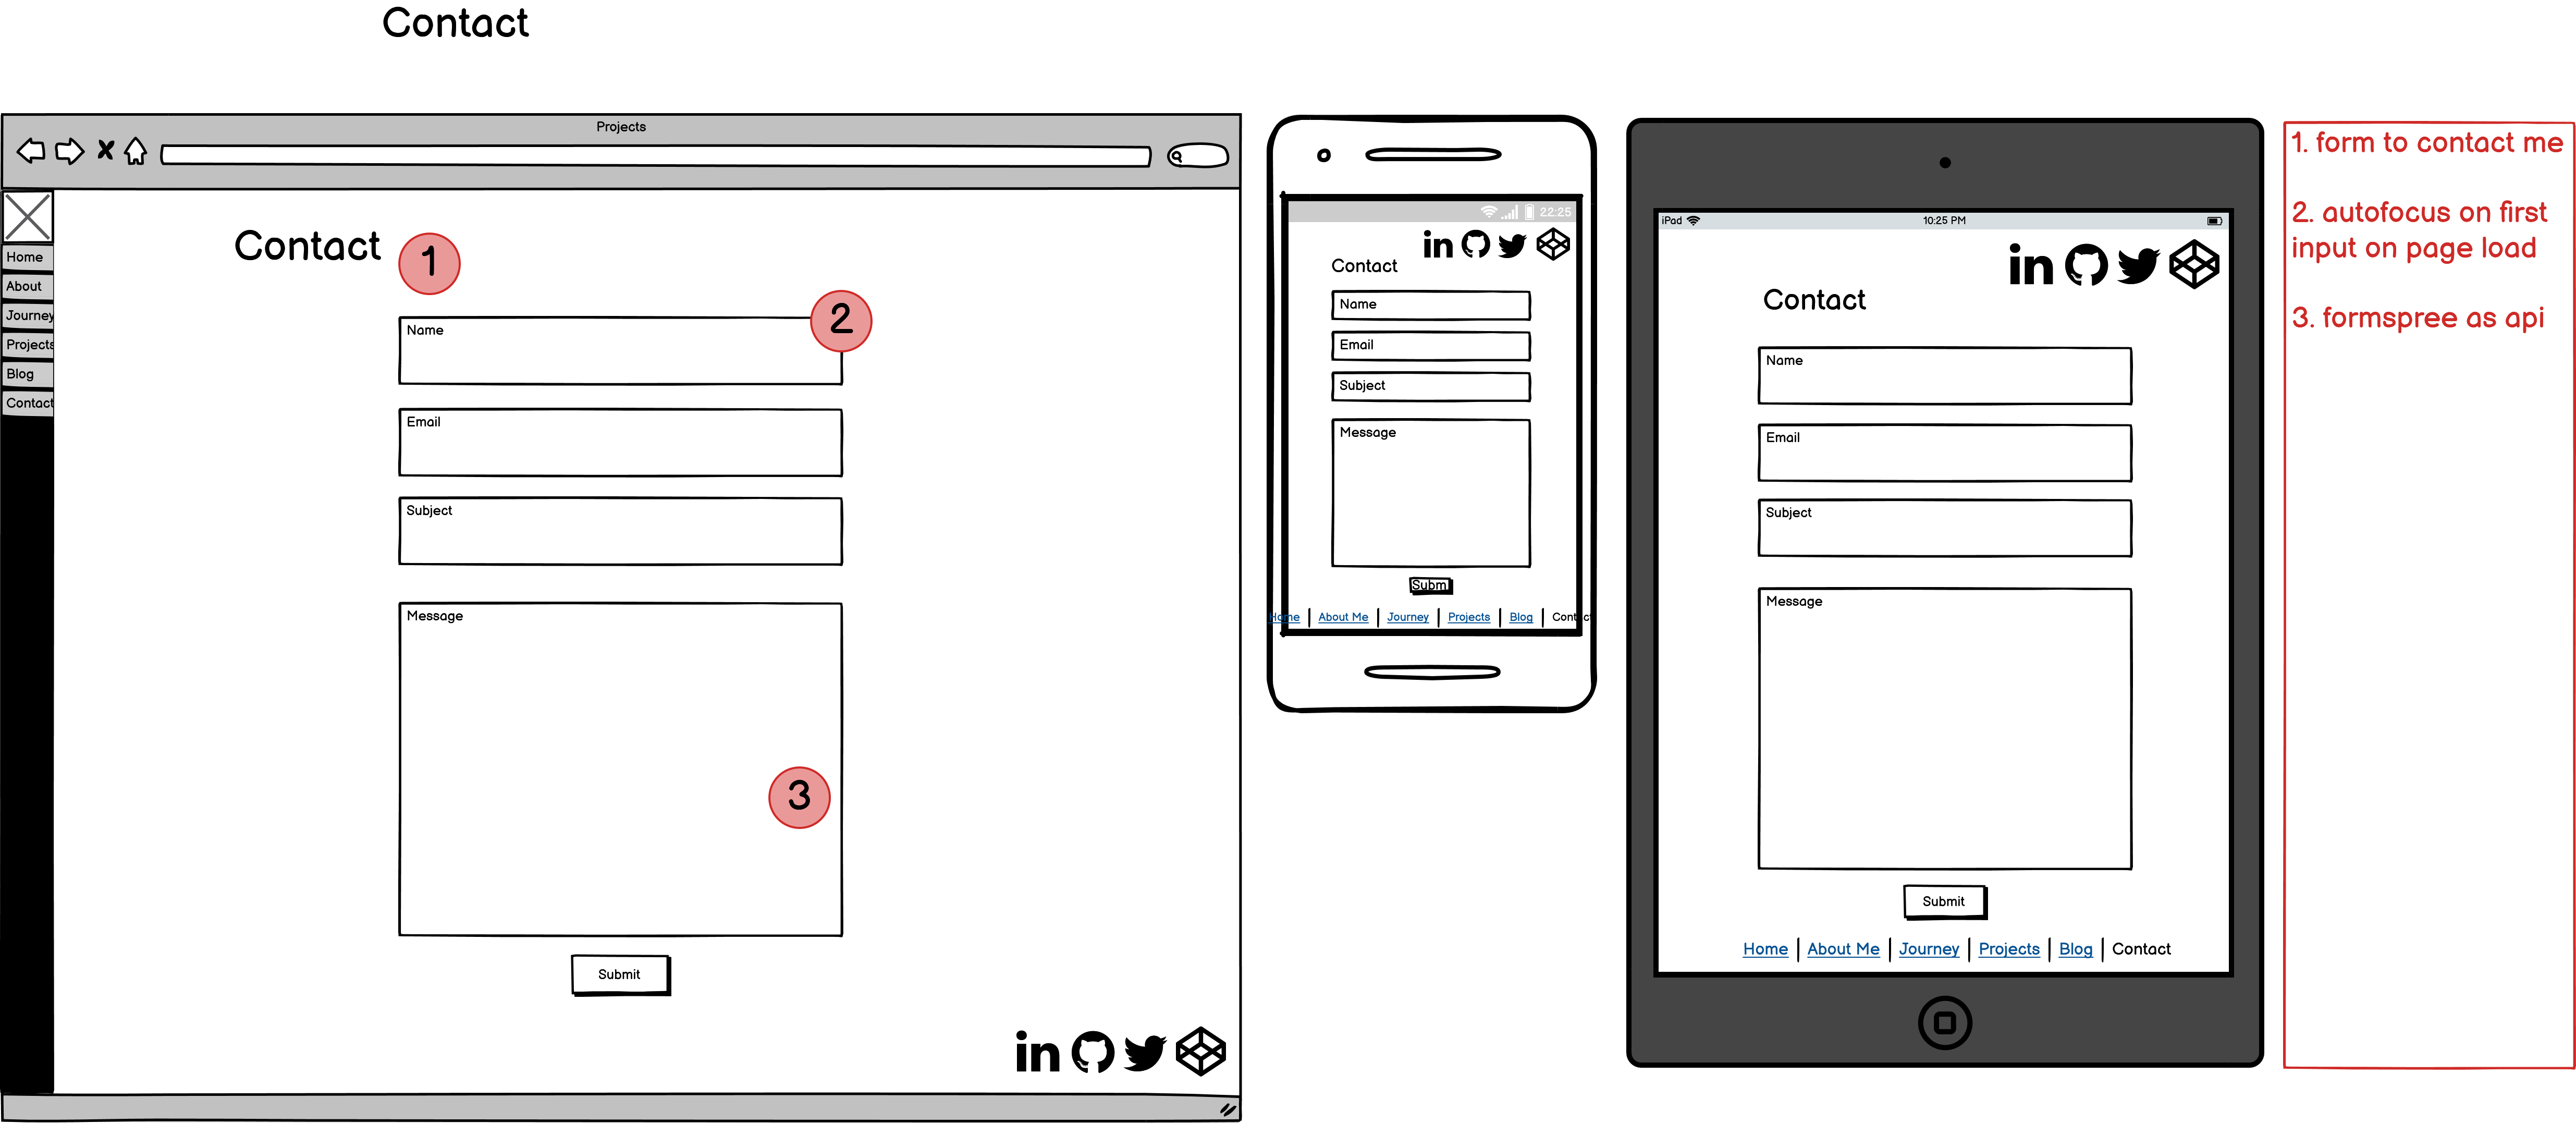 Contact
Projects
Home
About
Journey
Projects
Blog
Contact
Contact
1
2
Name
Email
Subject
Message
3
Submit
in
22:25
in
Contact
Name
Email
Subject
Message
Subm
Home | About Me | Journey | Projects | Blog | Contact
iPad 10:25 PM
in
Contact
Name
Email
Subject
Message
Submit
Home | About Me | Journey | Projects | Blog | Contact
1. form to contact me
2. autofocus on first
input on page load
3. formspree as api